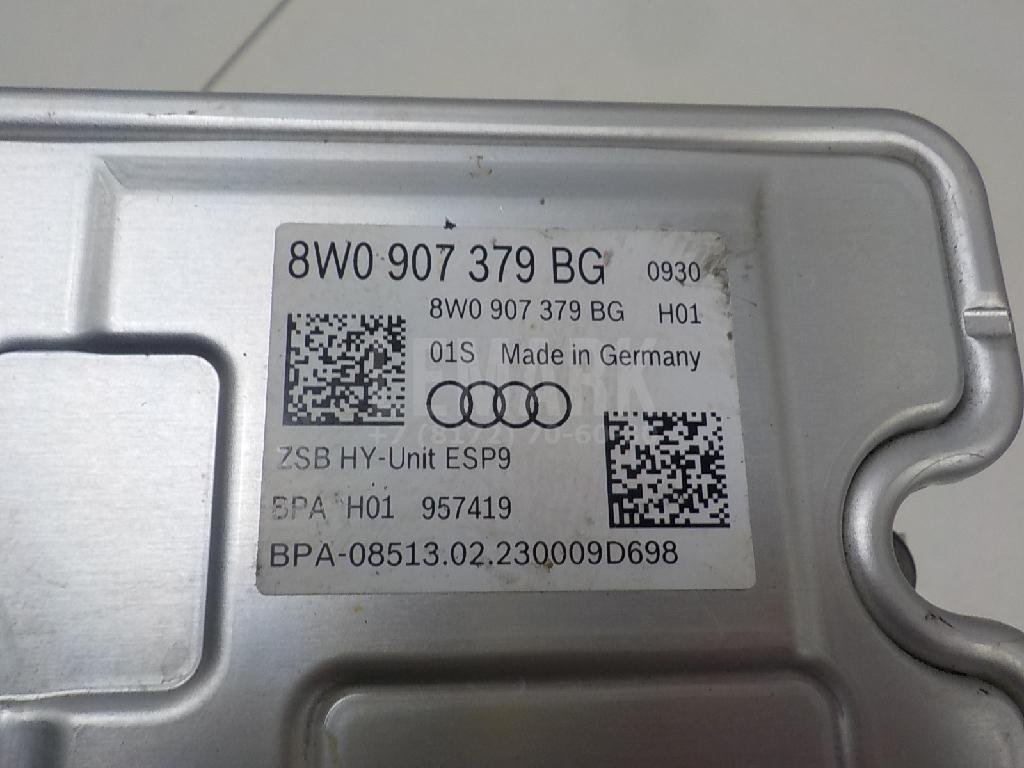 8W0 907 379 BG 0930
8W0 907 379 BG H01
01S Made in Germany
EMARK
ZSB HY-Unit ESP9
BPA H01 957419
BPA-08513.02.230009D698